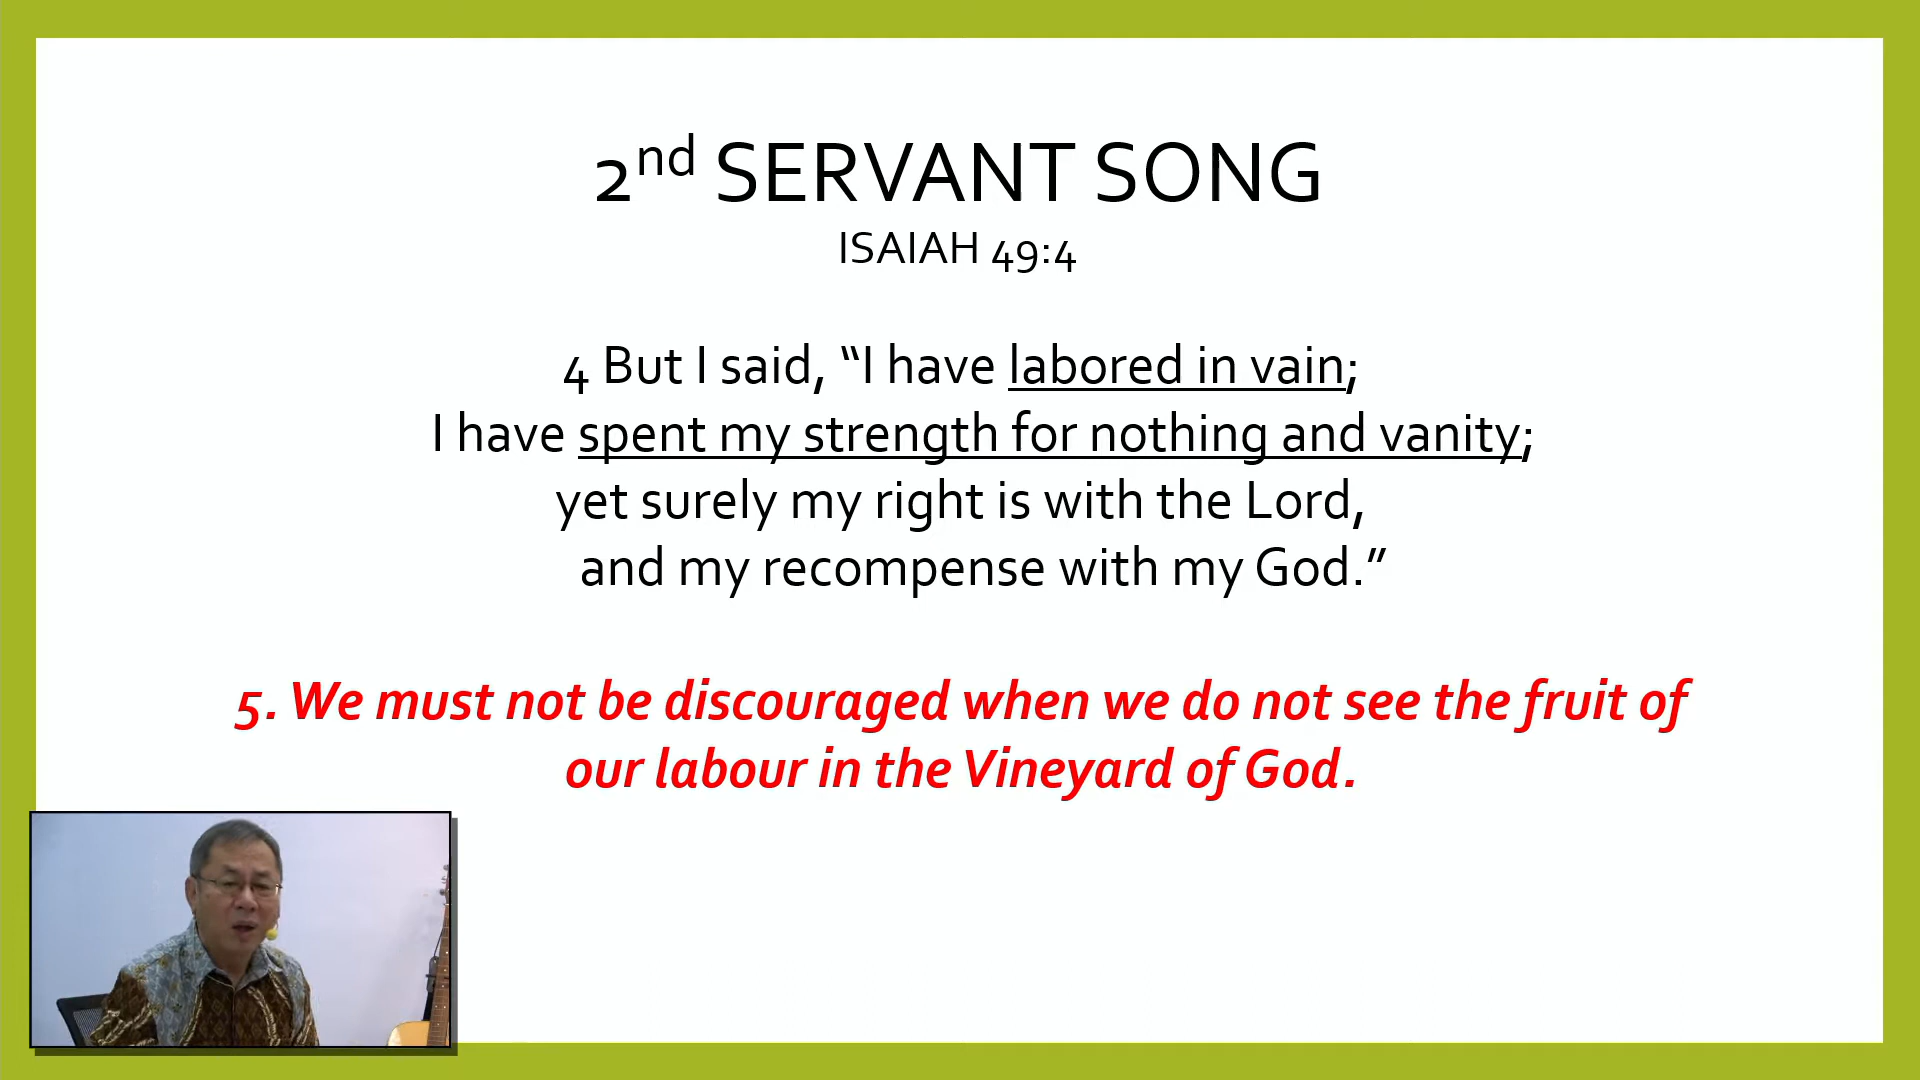 2nd SERVANT SONG
ISAIAH 49:4
4 But I said, “I have labored in vain;
I have spent my strength for nothing and vanity;
yet surely my right is with the Lord,
and my recompense with my God.”
5. We must not be discouraged when we do not see the fruit of
our labour in the Vineyard of God.